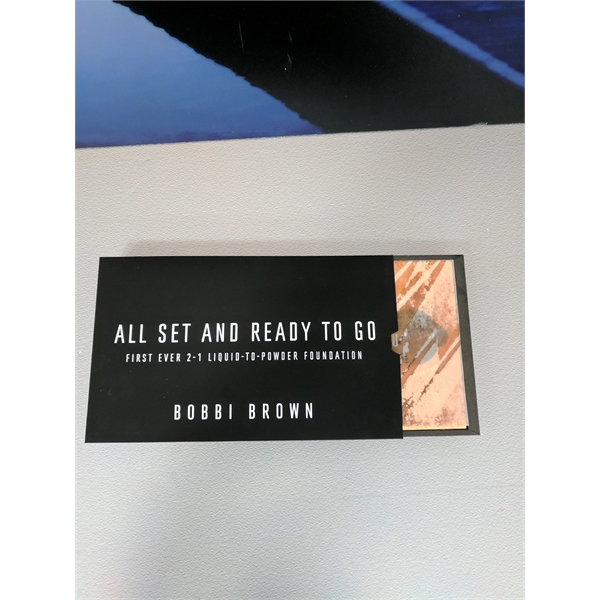 ALL SET AND READY TO GO
FIRST EVER 2-1 LIQUID-TO-POWDER FOUNDATION
BOBBI BROWN